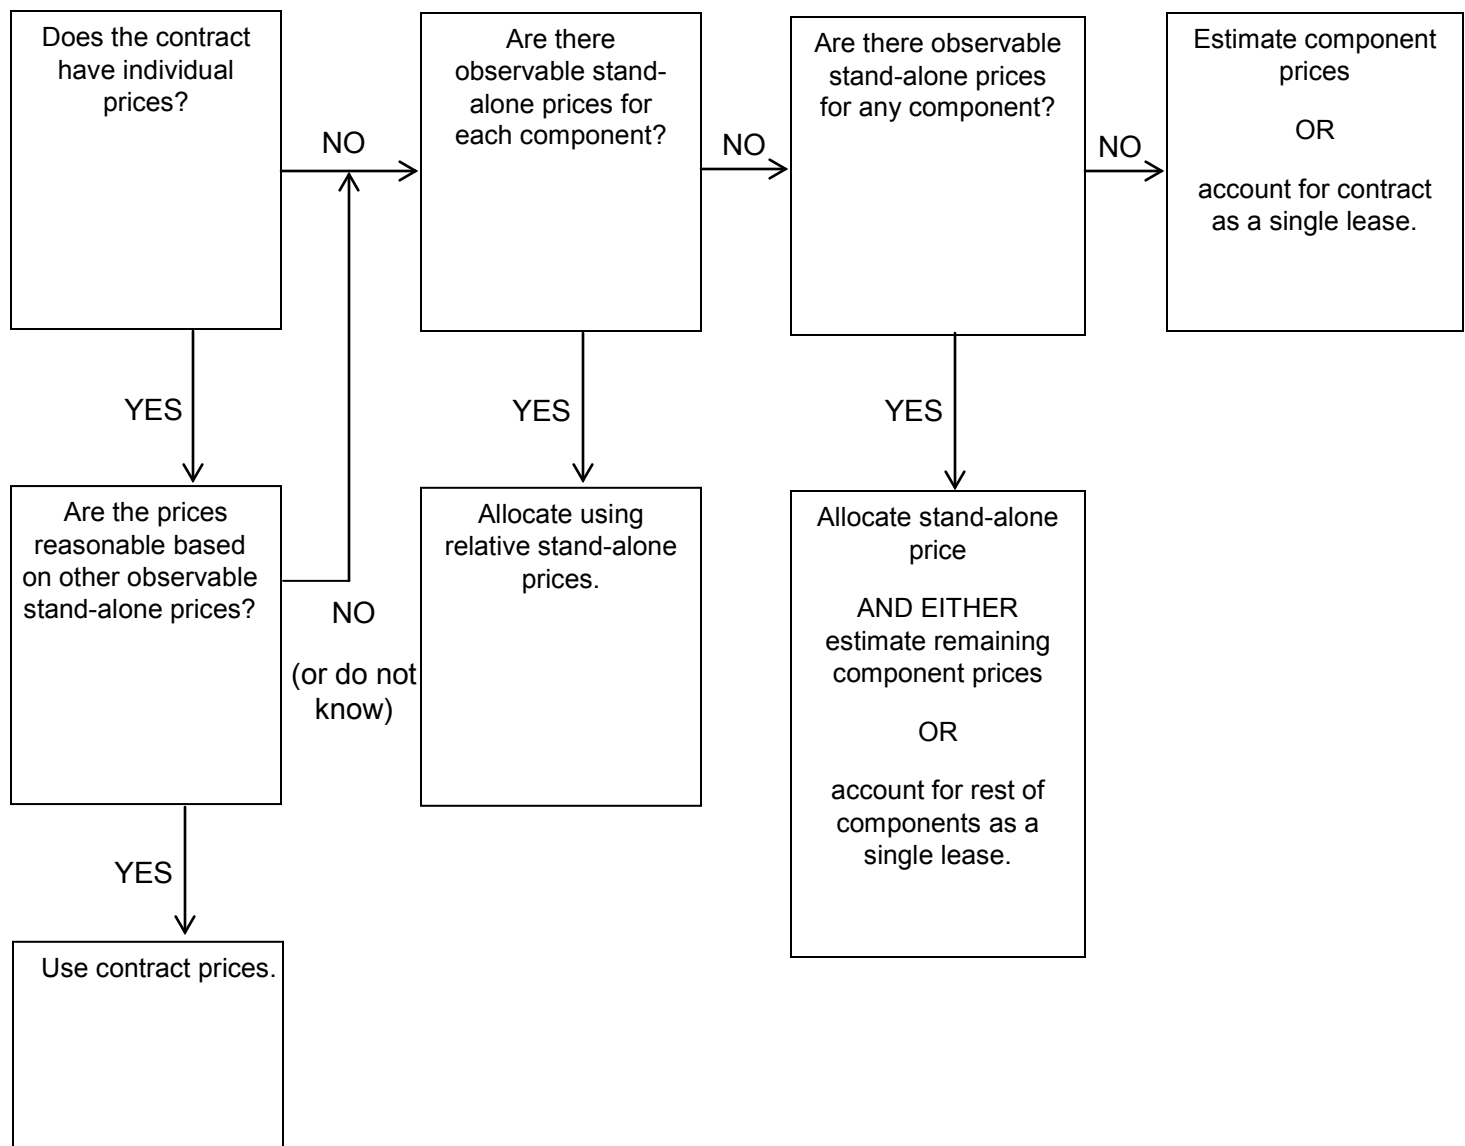 Does the contract
have individual
prices?
NO
Are there
observable stand-
alone prices for
each component?
NO
Are there observable
stand-alone prices
for any component?
NO
Estimate component
prices
OR
account for contract
as a single lease.
YES
YES
YES
Are the prices
reasonable based
on other observable
stand-alone prices?
NO
(or do not
know)
Allocate using
relative stand-alone
prices.
Allocate stand-alone
price
AND EITHER
estimate remaining
component prices
OR
account for rest of
components as a
single lease.
YES
Use contract prices.